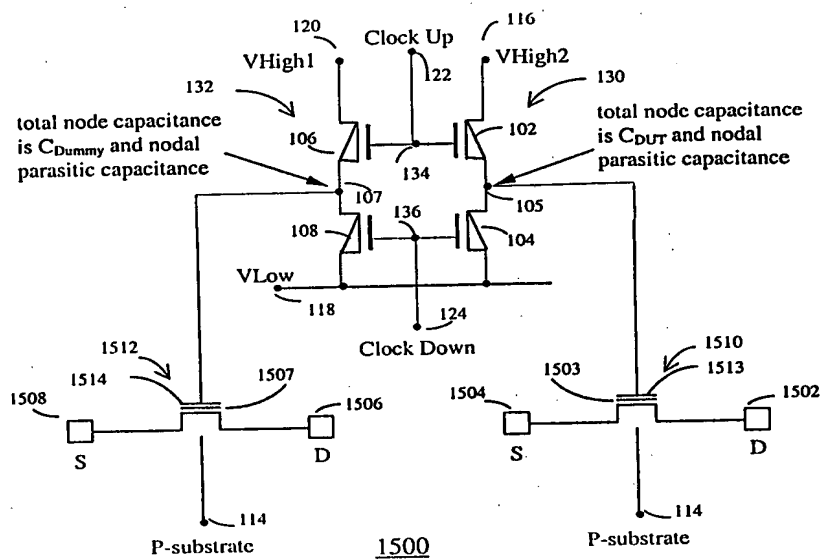 120
116
Clock Up
VHigh1
VHigh2
122
132
130
total node capacitance
is CDummy and nodal
parasitic capacitance
total node capacitance
is CDUT and nodal
parasitic capacitance
106
102
134
107
105
136
108
104
VLow
118
124
Clock Down
1512
1510
1514
1507
1503
1513
1508
1506
1504
1502
S
D
S
D
114
114
P-substrate
P-substrate
1500